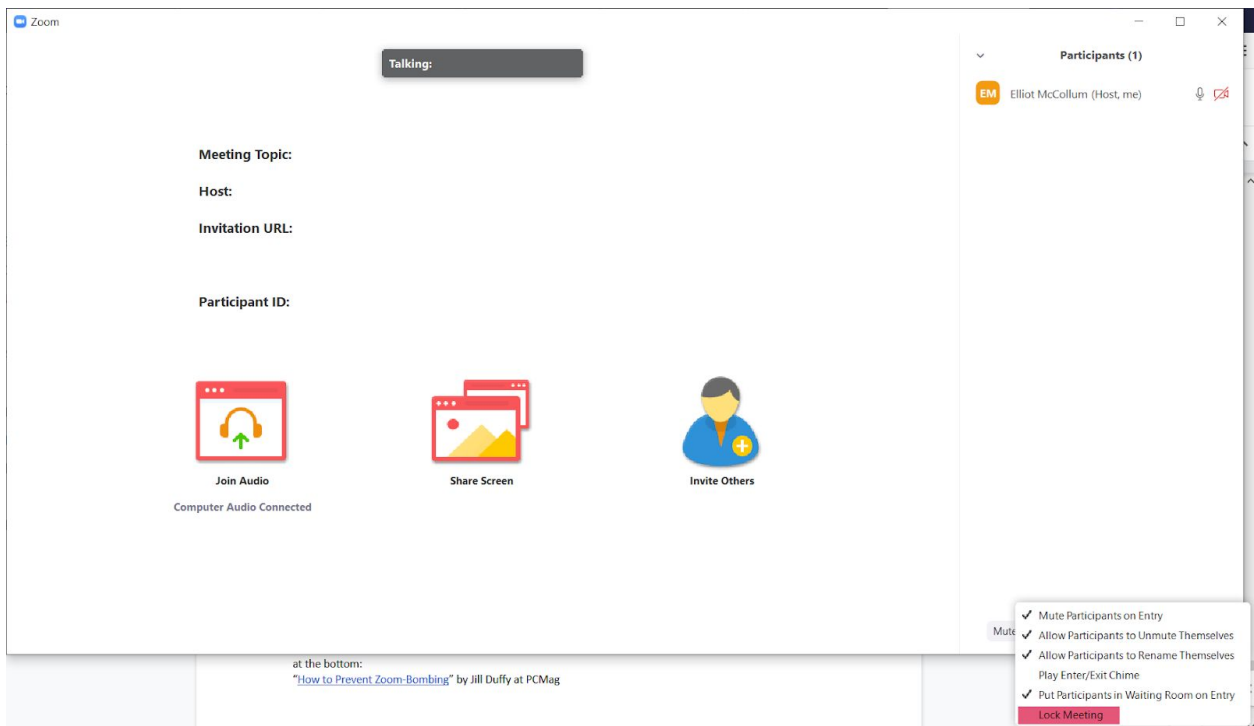 Zoom
Talking:
Participants (1)
EM Elliot McCollum (Host, me)
Meeting Topic:
Host:
Invitation URL:
Participant ID:
Join Audio
Share Screen
Invite Others
Computer Audio Connected
Mute
Mute Participants on Entry
Allow Participants to Unmute Themselves
Allow Participants to Rename Themselves
Play Enter/Exit Chime
Put Participants in Waiting Room on Entry
Lock Meeting
at the bottom:
“How to Prevent Zoom-Bombing” by Jill Duffy at PCMag